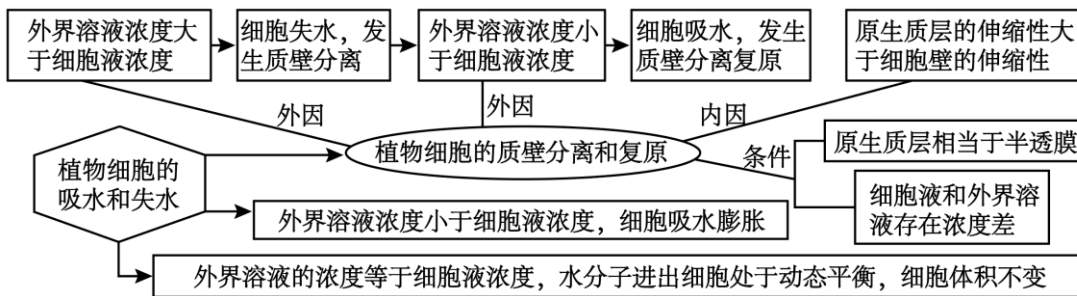 外界溶液浓度大
于细胞液浓度
细胞失水，发
生质壁分离
外界溶液浓度小
于细胞液浓度
细胞吸水，发生
质壁分离复原
原生质层的伸缩性大
于细胞壁的伸缩性
外因
外因
内因
植物细胞的质壁分离和复原
条件
原生质层相当于半透膜
植物细胞的
吸水和失水
细胞液和外界溶
液存在浓度差
外界溶液浓度小于细胞液浓度，细胞吸水膨胀
外界溶液的浓度等于细胞液浓度，水分子进出细胞处于动态平衡，细胞体积不变